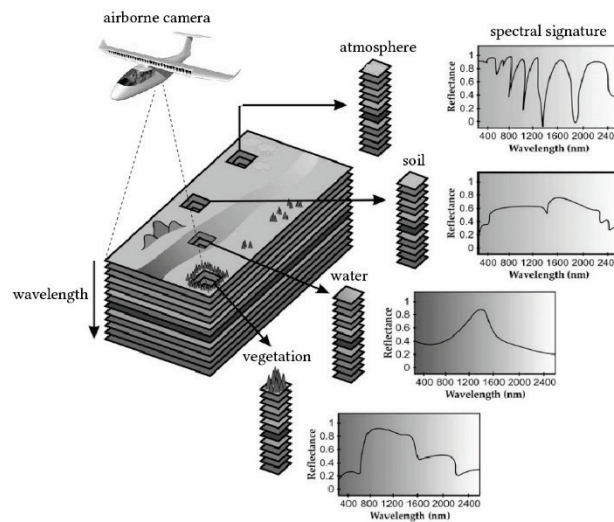 airborne camera
spectral signature
atmosphere
Reflectance
1
0.8
0.6
0.4
0.2
0
400 800 1200 1600 2000 2400
Wavelength (nm)
soil
Reflectance
1
0.8
0.6
0.4
0.2
0
400 800 1200 1600 2000 2400
Wavelength (nm)
wavelength
water
Reflectance
1
0.8
0.6
0.4
0.2
0
400 800 1200 1600 2000 2400
Wavelength (nm)
vegetation
Reflectance
1
0.8
0.6
0.4
0.2
0
400 800 1200 1600 2000 2400
Wavelength (nm)